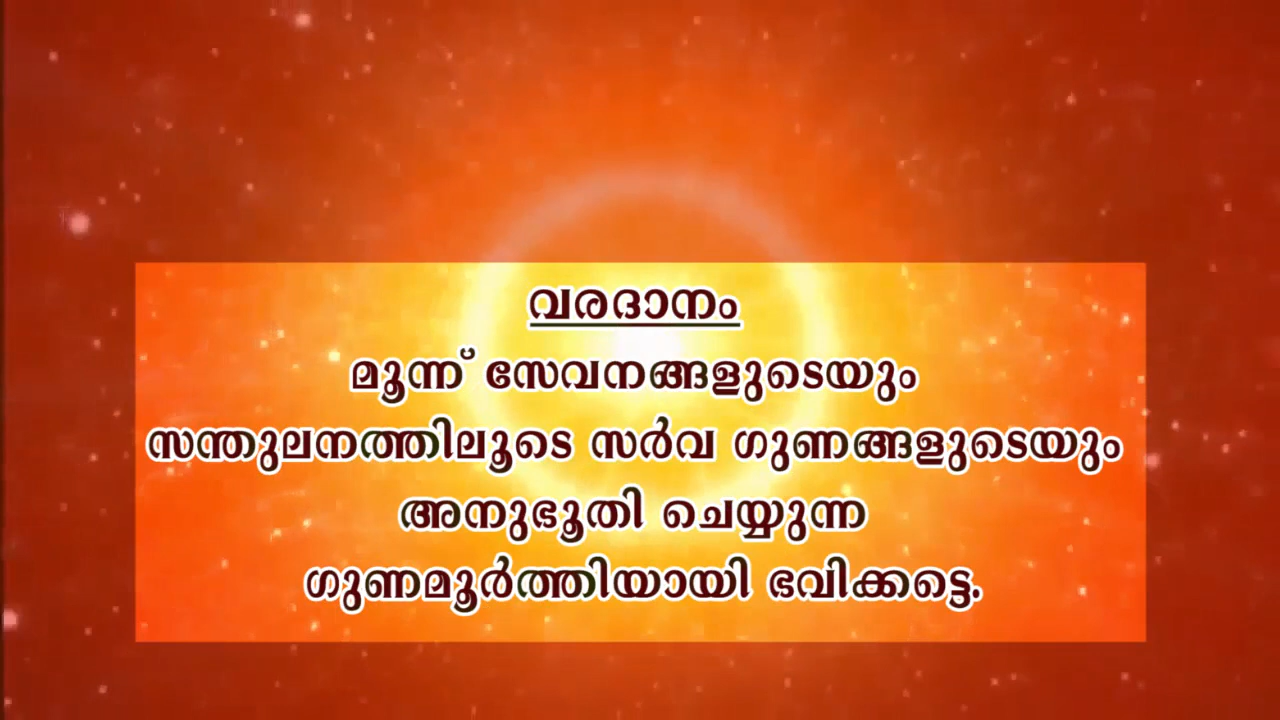 വരദാനം
മൂന്ന് സേവനങ്ങളുടെയും
സന്തുലനത്തിലൂടെ സർവ ഗുണങ്ങളുടെയും
അനുഭൂതി ചെയ്യുന്ന
ഗുണമൂർത്തിയായി ഭവിക്കട്ടെ.